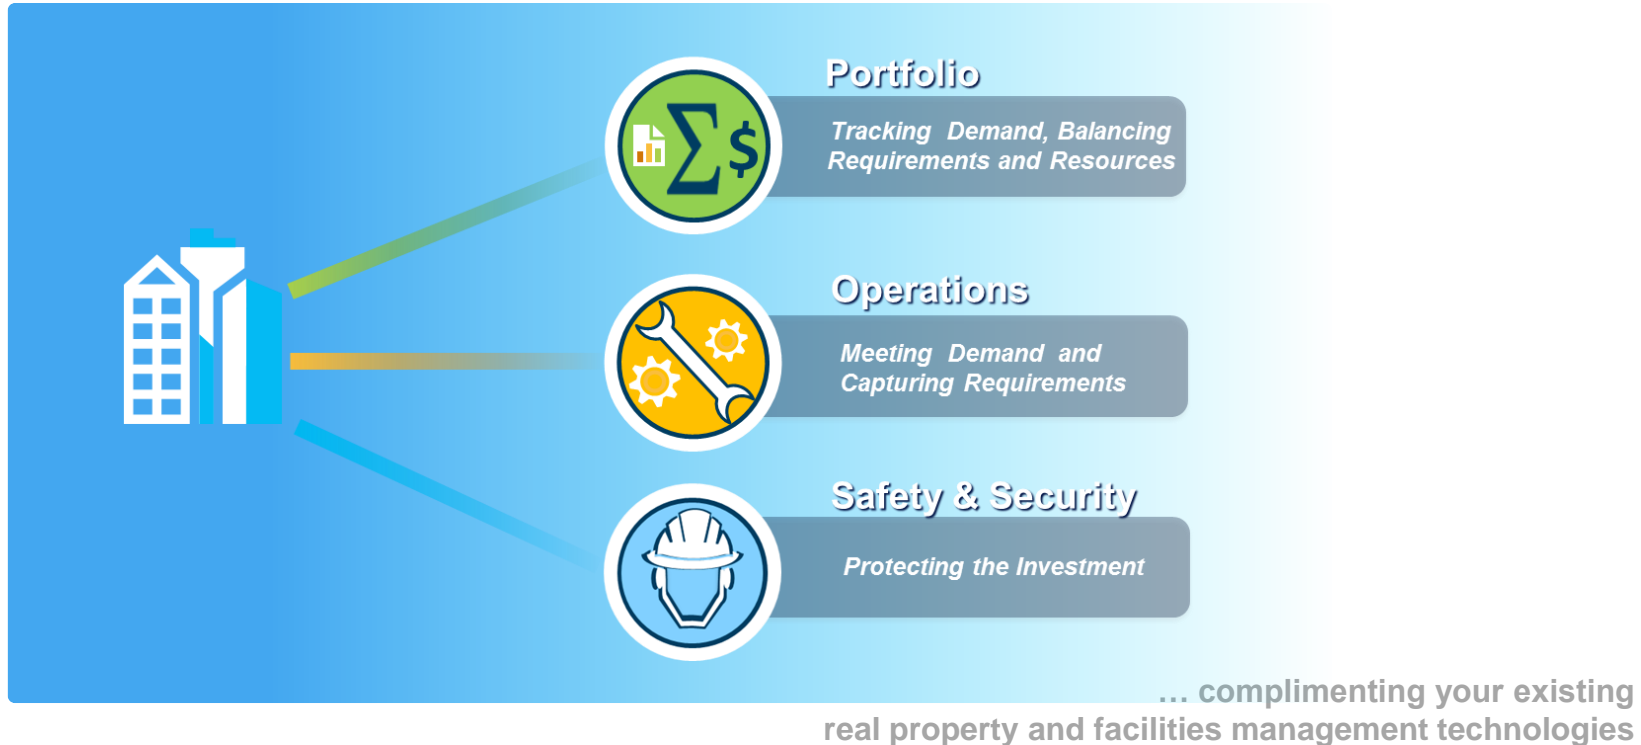 Portfolio
Tracking Demand, Balancing
Requirements and Resources
Operations
Meeting Demand and
Capturing Requirements
Safety & Security
Protecting the Investment
... complimenting your existing
real property and facilities management technologies